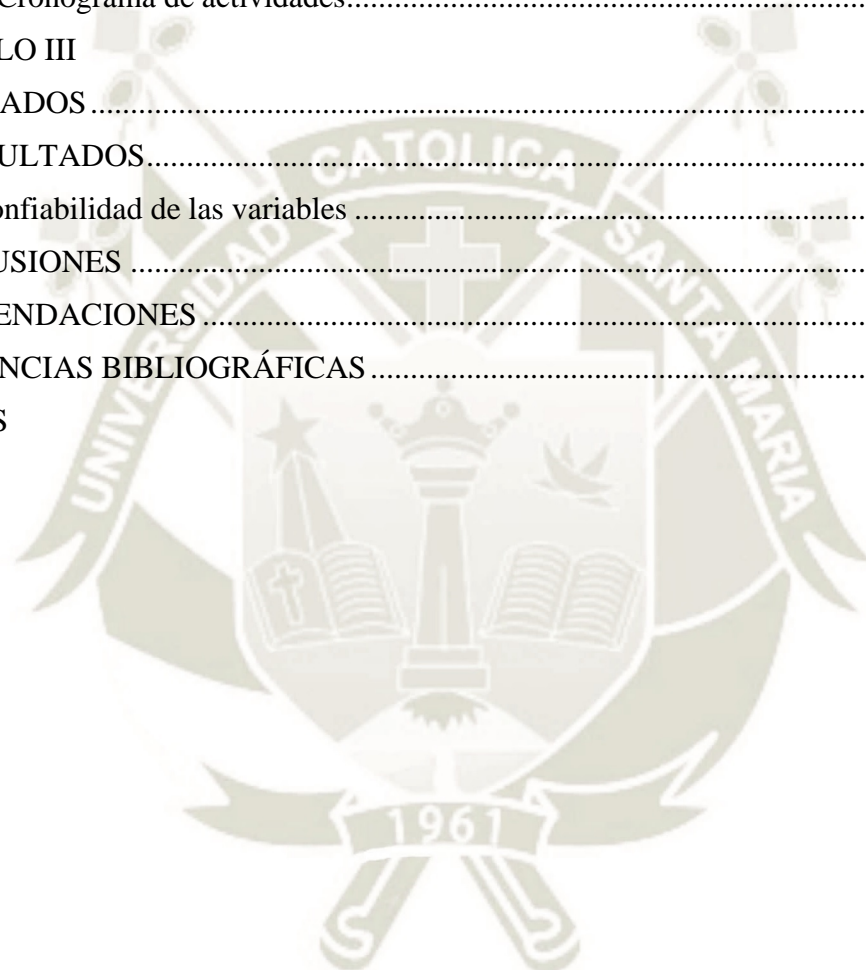 Cronograma de actividades..............................................................................
LO III
ADOS..............................................................................................................
ULTADOS.......................................................................................................
onfiabilidad de las variables ............................................................................
USIONES ........................................................................................................
ENDACIONES ...............................................................................................
NCIAS BIBLIOGRÁFICAS ..........................................................................
S
UNIVERSIDAD CATOLICA SANTA MARIA
1961